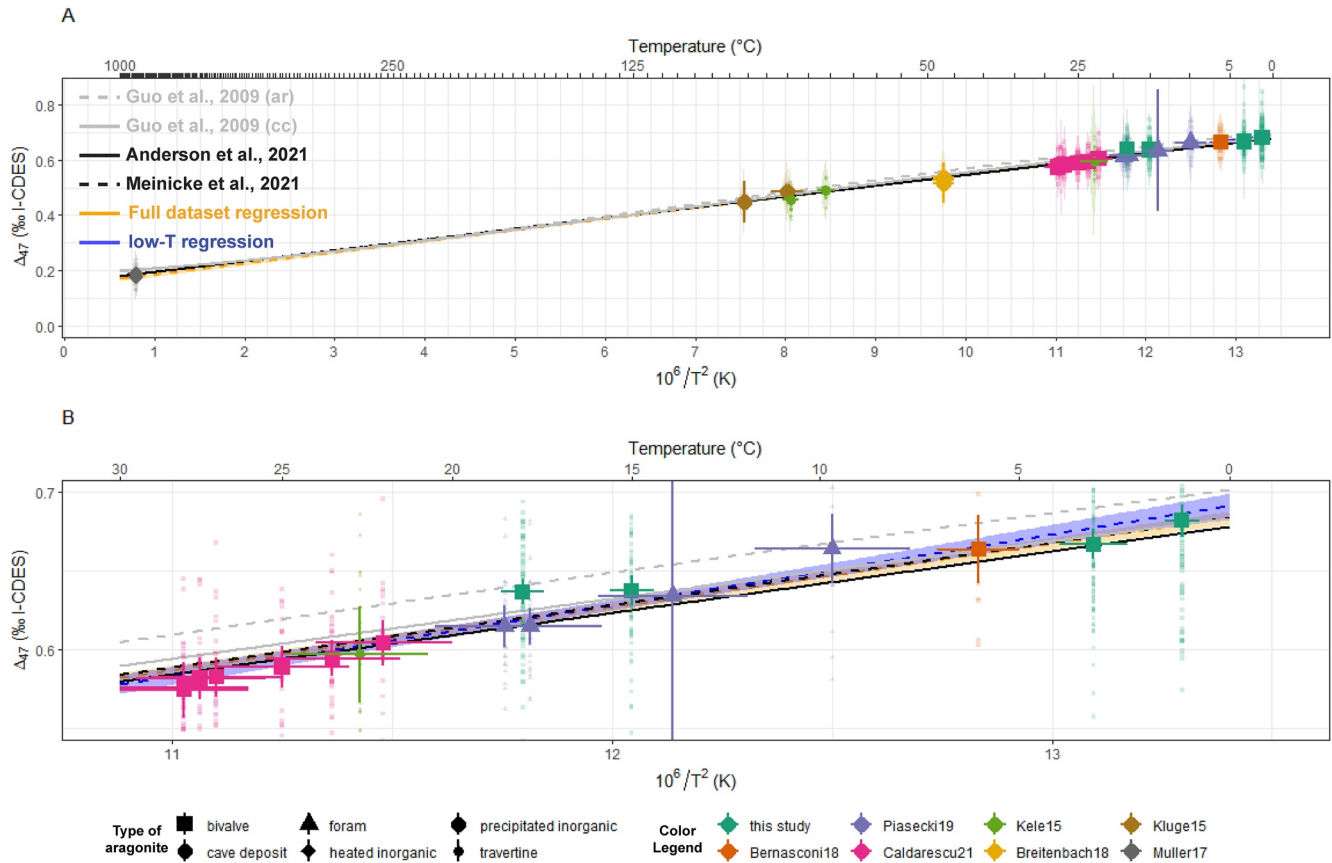 A
Temperature (°C)
1000 250 125 50 25 5 0
Guo et al., 2009 (ar)
Guo et al., 2009 (cc)
Anderson et al., 2021
Meinicke et al., 2021
Full dataset regression
low-T regression
Δ47 (‰ I-CDES)
0.8
0.6
0.4
0.2
0.0
0 1 2 3 4 5 6 7 8 9 10 11 12 13
10^6/T^2 (K)
B
Temperature (°C)
30 25 20 15 10 5 0
Δ47 (‰ I-CDES)
0.7
0.6
11 12 13
10^6/T^2 (K)
Type of aragonite
bivalve foram precipitated inorganic
cave deposit heated inorganic travertine
Color Legend
this study Piasecki19 Kele15 Kluge15
Bernasconi18 Caldarescu21 Breitenbach18 Muller17